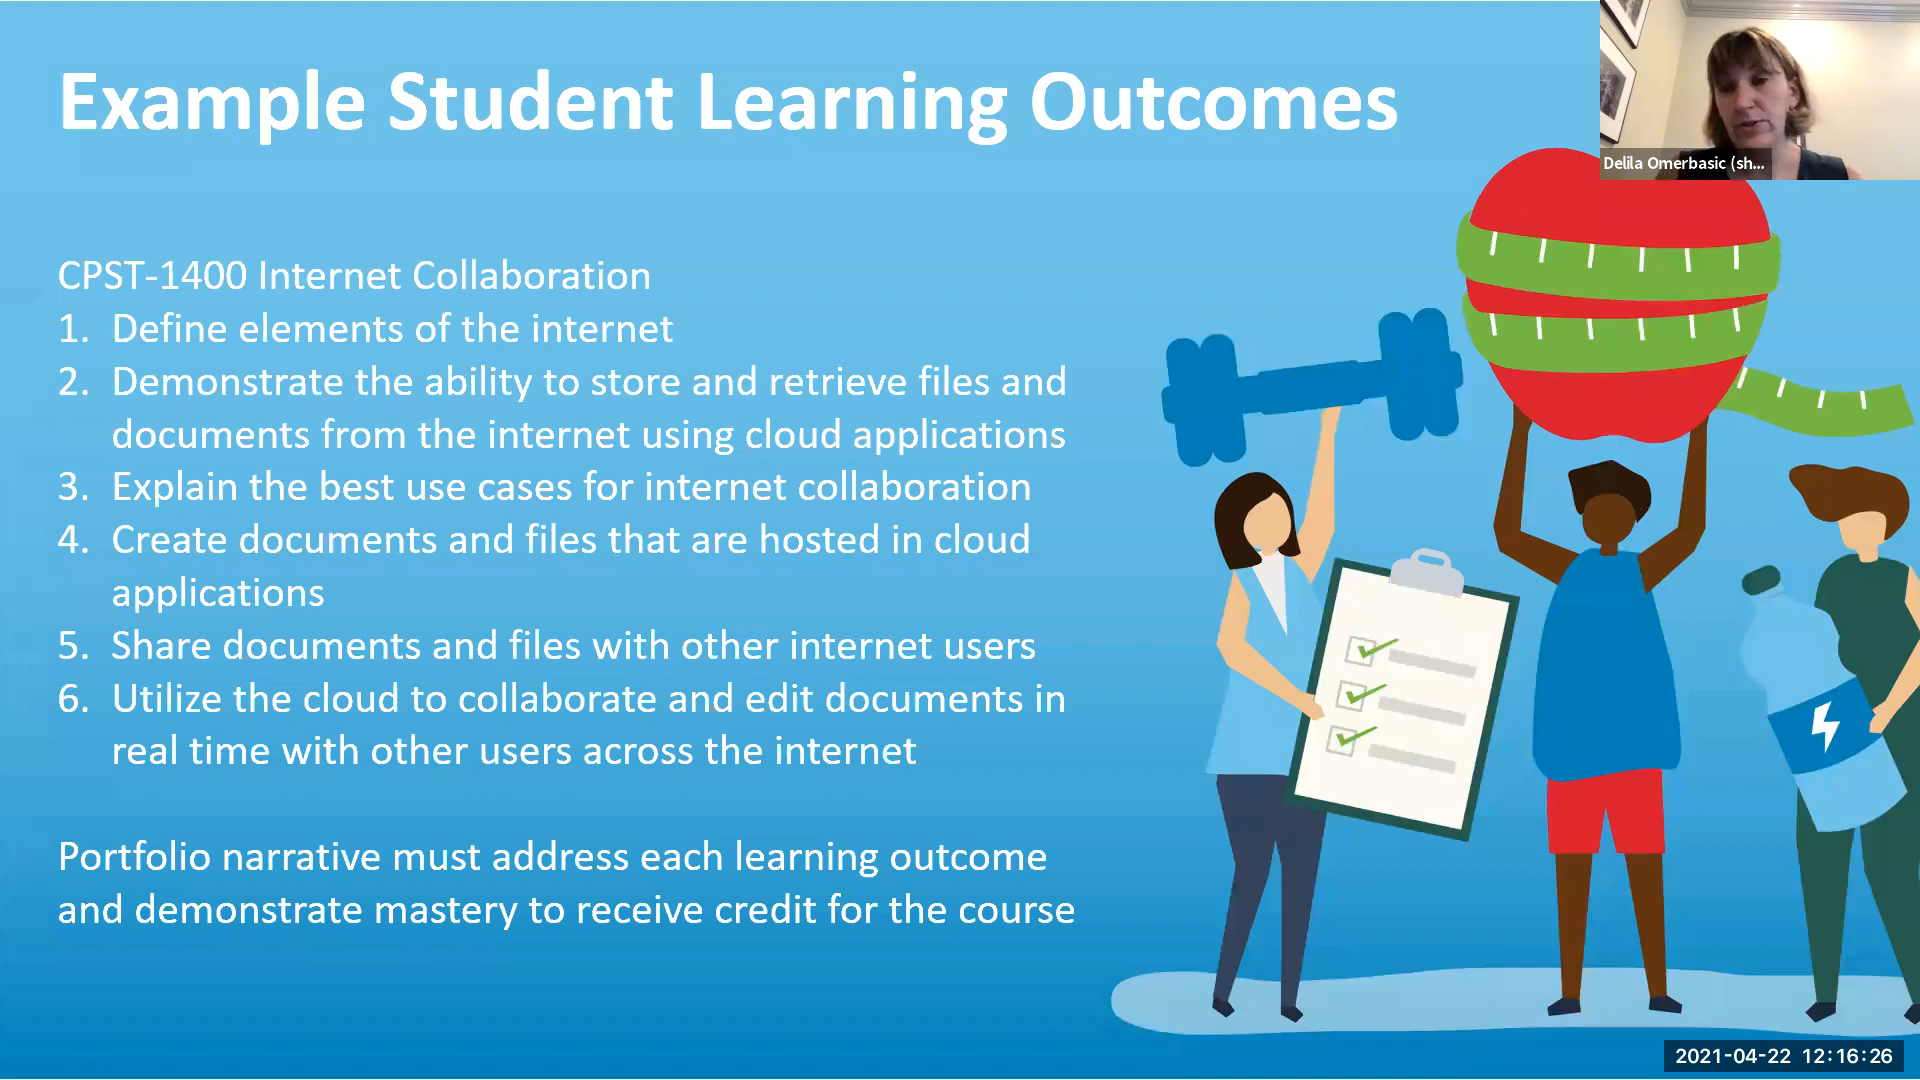 Example Student Learning Outcomes
Delila Omerbasic (sh...
CPST-1400 Internet Collaboration
1. Define elements of the internet
2. Demonstrate the ability to store and retrieve files and
documents from the internet using cloud applications
3. Explain the best use cases for internet collaboration
4. Create documents and files that are hosted in cloud
applications
5. Share documents and files with other internet users
6. Utilize the cloud to collaborate and edit documents in
real time with other users across the internet
Portfolio narrative must address each learning outcome
and demonstrate mastery to receive credit for the course
2021-04-22 12:16:26